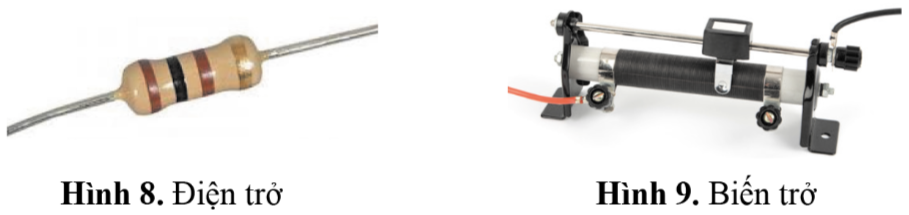 Hình 8. Điện trở
Hình 9. Biến trở